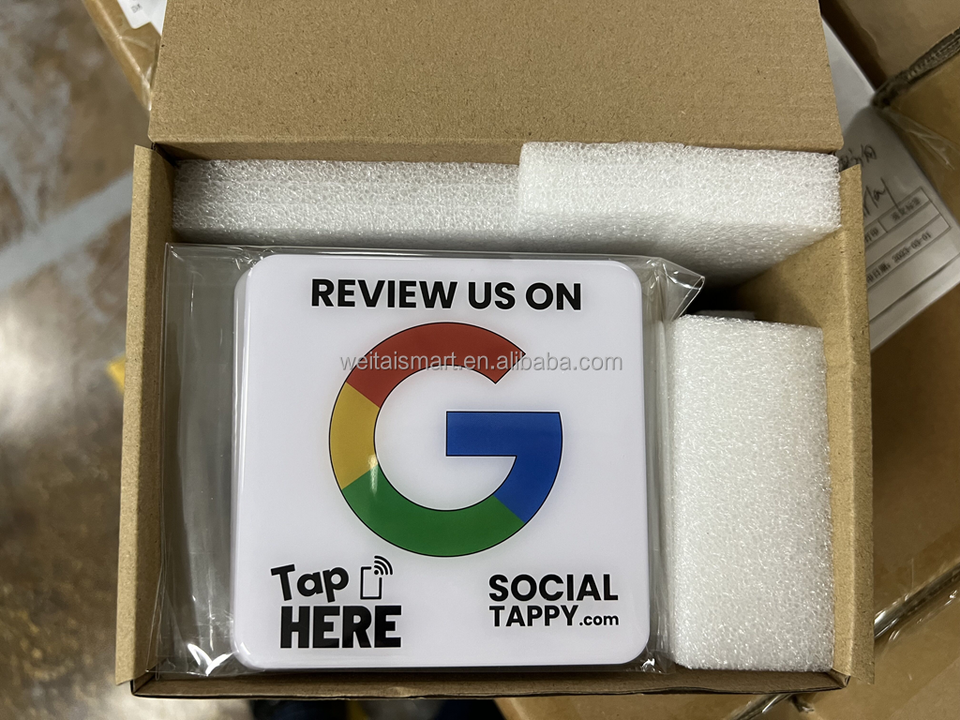 REVIEW US ON
weitaismart.en.alibaba.com
Tap
HERE
SOCIAL
TAPPY.com